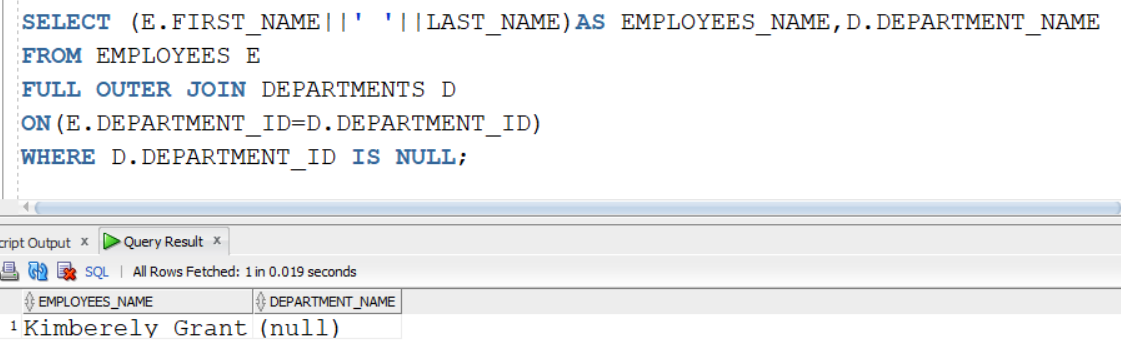 SELECT (E.FIRST_NAME||' '||LAST_NAME)AS EMPLOYEES_NAME,D.DEPARTMENT_NAME
FROM EMPLOYEES E
FULL OUTER JOIN DEPARTMENTS D
ON(E.DEPARTMENT_ID=D.DEPARTMENT_ID)
WHERE D.DEPARTMENT_ID IS NULL;
cript Output x Query Result x
SQL | All Rows Fetched: 1 in 0.019 seconds
EMPLOYEES_NAME DEPARTMENT_NAME
1 Kimberely Grant (null)